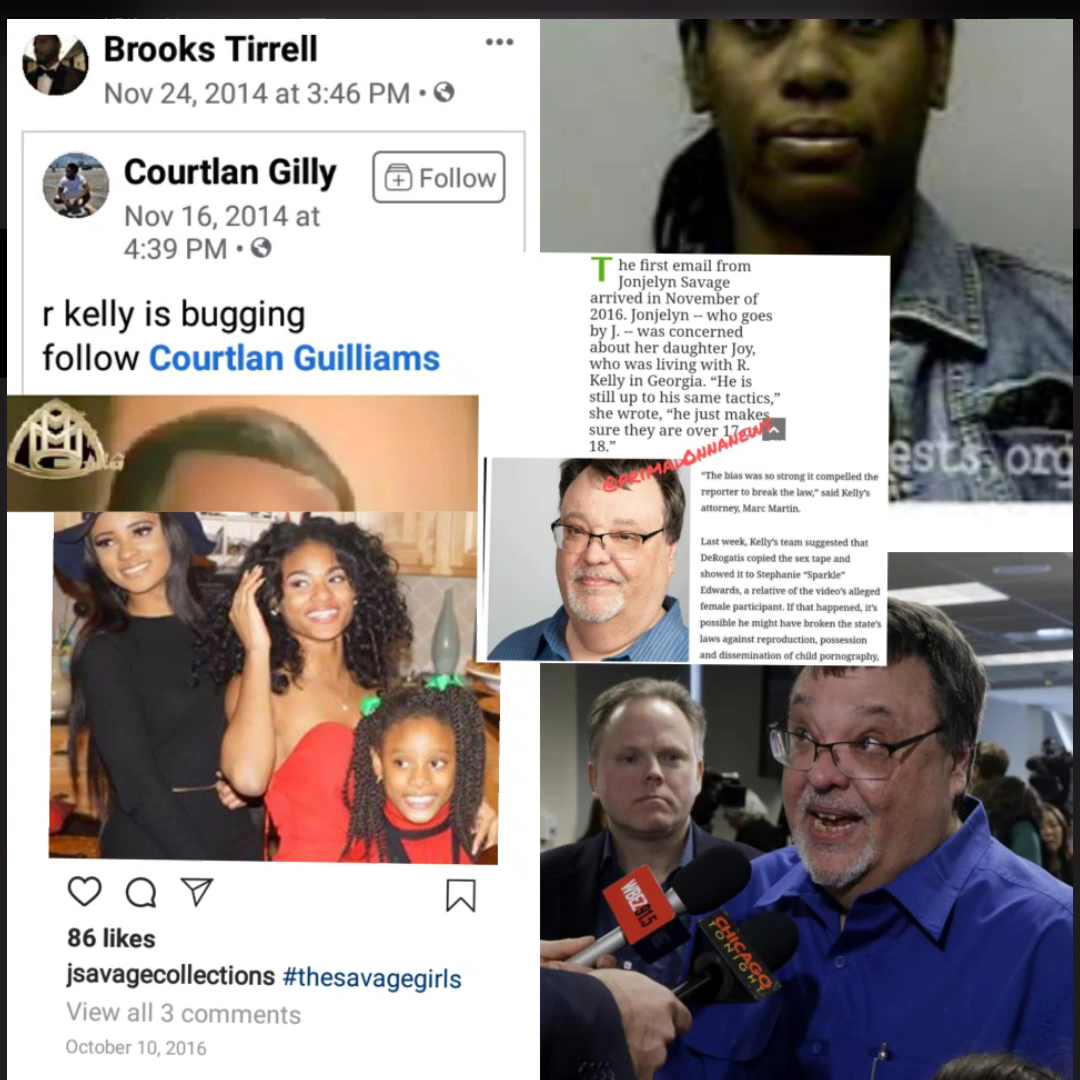 Brooks Tirrell
Nov 24, 2014 at 3:46 PM •
Courtlan Gilly
Follow
Nov 16, 2014 at
4:39 PM •
r kelly is bugging
follow Courtlan Guilliams
The first email from
Jonjelyn Savage
arrived in November of
2016. Jonjelyn -- who goes
by J. -- was concerned
about her daughter Joy,
who was living with R.
Kelly in Georgia. “He is
still up to his same tactics,”
she wrote, “he just makes
sure they are over 17 or
18.”
@PRIMADONNANEWS
ests.org
"The bias was so strong it compelled the
reporter to break the law," said Kelly's
attorney, Marc Martin.
Last week, Kelly's team suggested that
DeRogatis copied the sex tape and
showed it to Stephanie "Sparkle"
Edwards, a relative of the video's alleged
female participant. If that happened, it's
possible he might have broken the state's
laws against reproduction, possession
and dissemination of child pornography,
WBEZ 91.5
CHICAGO
TONIGHT
86 likes
jsavagecollections #thesavagegirls
View all 3 comments
October 10, 2016